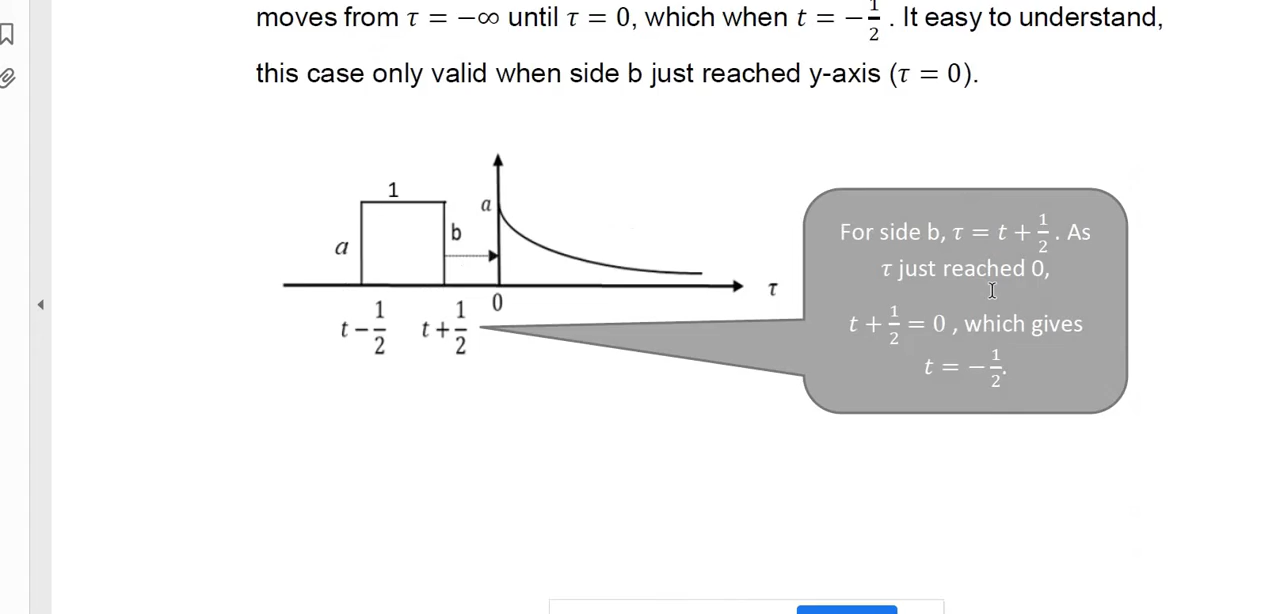 moves from τ = −∞ until τ = 0, which when t = −1/2 . It easy to understand,
this case only valid when side b just reached y-axis (τ = 0).
1
a
b
a
τ
0
t − 1/2
t + 1/2
For side b, τ = t + 1/2 . As
τ just reached 0,
t + 1/2 = 0 , which gives
t = −1/2.